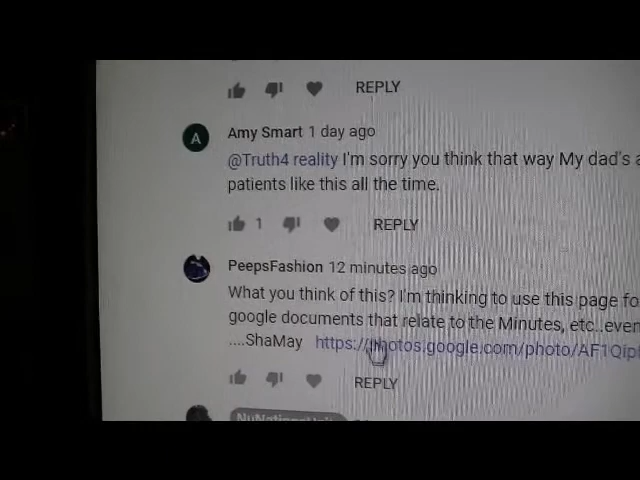 REPLY
A
Amy Smart 1 day ago
@Truth4 reality I'm sorry you think that way My dad's a
patients like this all the time.
1 REPLY
PeepsFashion 12 minutes ago
What you think of this? I'm thinking to use this page fo
google documents that relate to the Minutes, etc..even
....ShaMay https://photos.google.com/photo/AF1Qip
REPLY